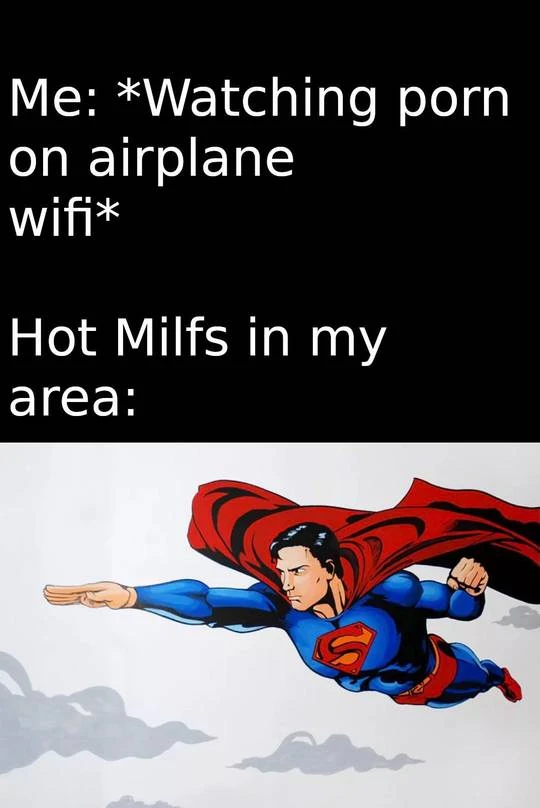 Me: *Watching porn
on airplane
wifi*
Hot Milfs in my
area:
S